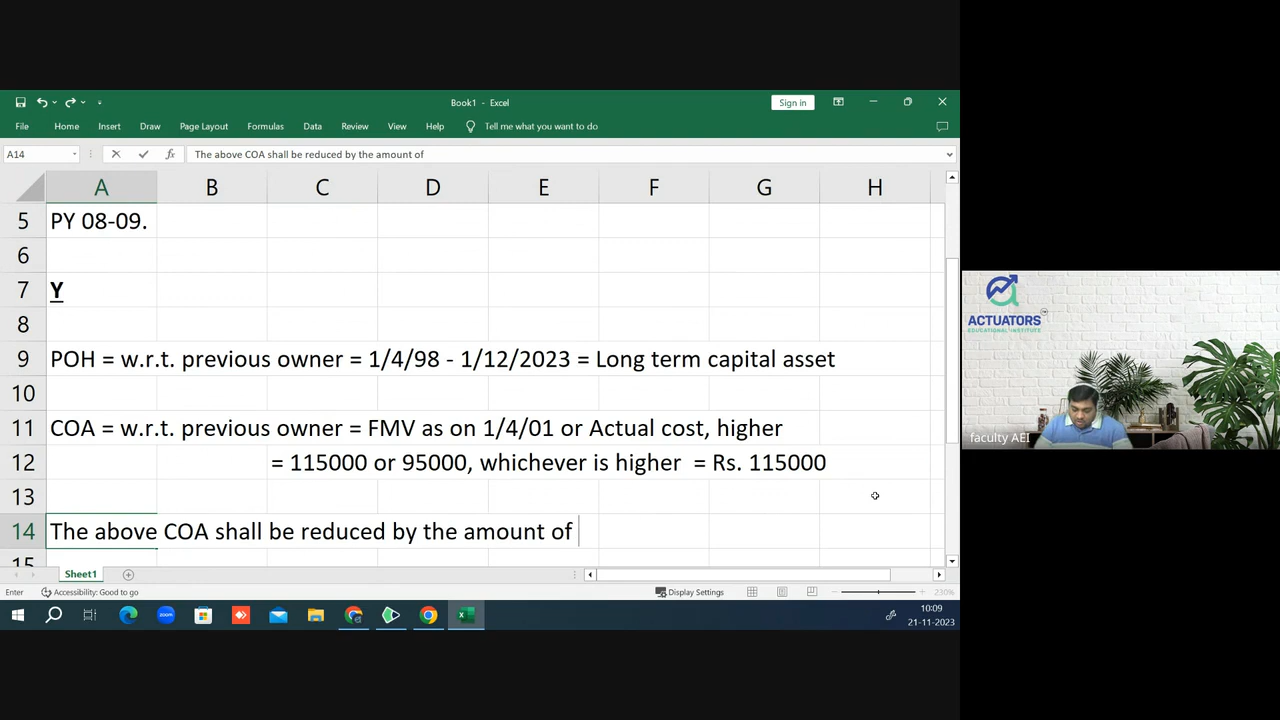 Book1 - Excel
Sign in
File Home Insert Draw Page Layout Formulas Data Review View Help Tell me what you want to do
A14 fx The above COA shall be reduced by the amount of
A B C D E F G H
5 PY 08-09.
6
7 Y
8
9 POH = w.r.t. previous owner = 1/4/98 - 1/12/2023 = Long term capital asset
10
11 COA = w.r.t. previous owner = FMV as on 1/4/01 or Actual cost, higher
12 = 115000 or 95000, whichever is higher = Rs. 115000
13
14 The above COA shall be reduced by the amount of
15
Sheet1
Enter Accessibility: Good to go Display Settings 230%
zoom
10:09
21-11-2023
ACTUATORS
EDUCATIONAL INSTITUTE
faculty AEI